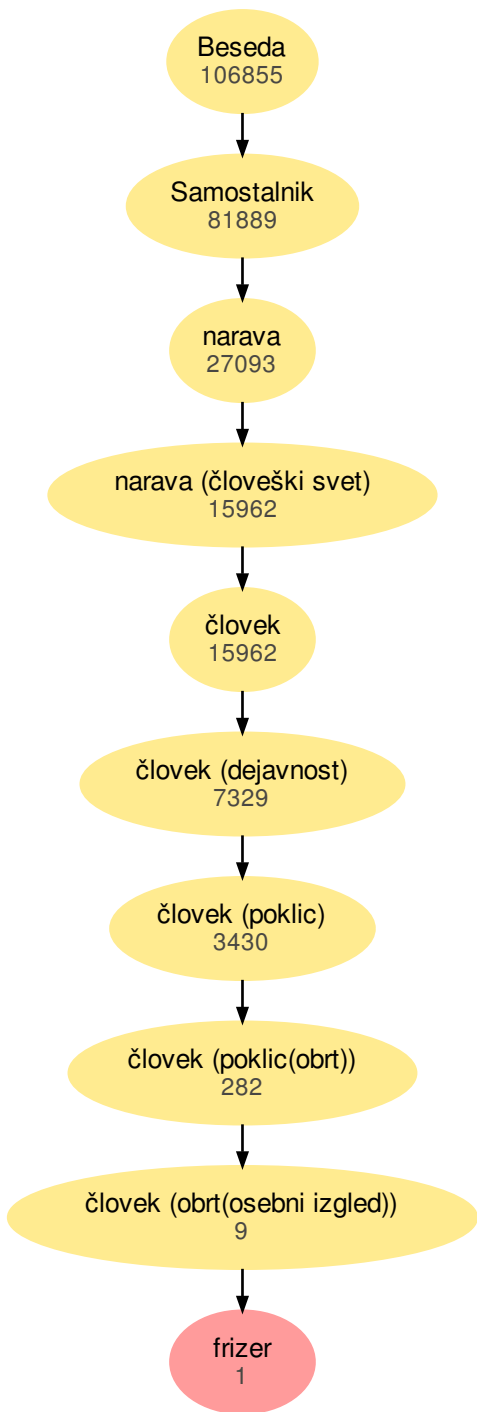 Beseda
106855
Samostalnik
81889
narava
27093
narava (človeški svet)
15962
človek
15962
človek (dejavnost)
7329
človek (poklic)
3430
človek (poklic(obrt))
282
človek (obrt(osebni izgled))
9
frizer
1